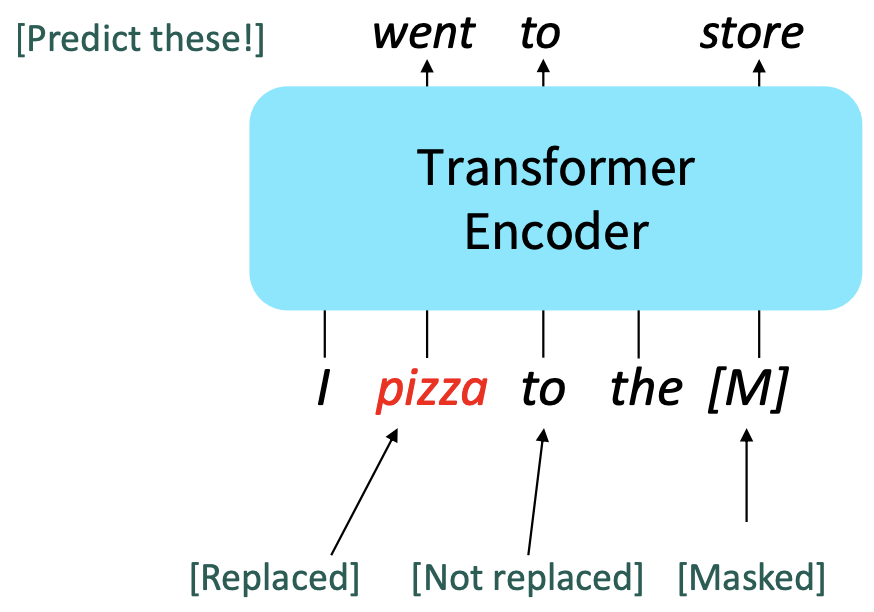 [Predict these!] went to store
Transformer
Encoder
I pizza to the [M]
[Replaced] [Not replaced] [Masked]